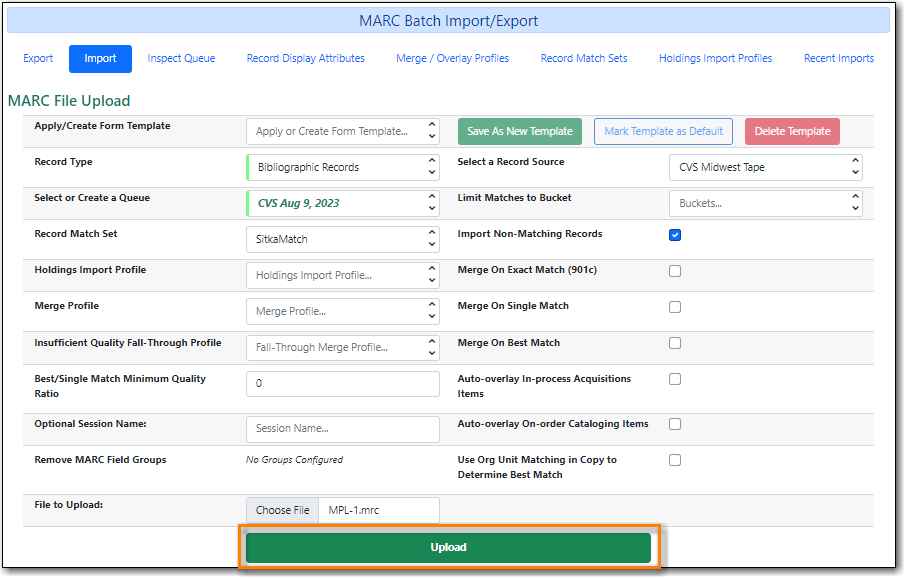 MARC Batch Import/Export
Export Import Inspect Queue Record Display Attributes Merge / Overlay Profiles Record Match Sets Holdings Import Profiles Recent Imports
MARC File Upload
Apply/Create Form Template Apply or Create Form Template... Save As New Template Mark Template as Default Delete Template
Record Type Bibliographic Records Select a Record Source CVS Midwest Tape
Select or Create a Queue CVS Aug 9, 2023 Limit Matches to Bucket Buckets...
Record Match Set SitkaMatch Import Non-Matching Records
Holdings Import Profile Holdings Import Profile... Merge On Exact Match (901c)
Merge Profile Merge Profile... Merge On Single Match
Insufficient Quality Fall-Through Profile Fall-Through Merge Profile... Merge On Best Match
Best/Single Match Minimum Quality
Ratio
0
Auto-overlay In-process Acquisitions
Items
Optional Session Name: Session Name... Auto-overlay On-order Cataloging Items
Remove MARC Field Groups No Groups Configured Use Org Unit Matching in Copy to
Determine Best Match
File to Upload: Choose File MPL-1.mrc
Upload